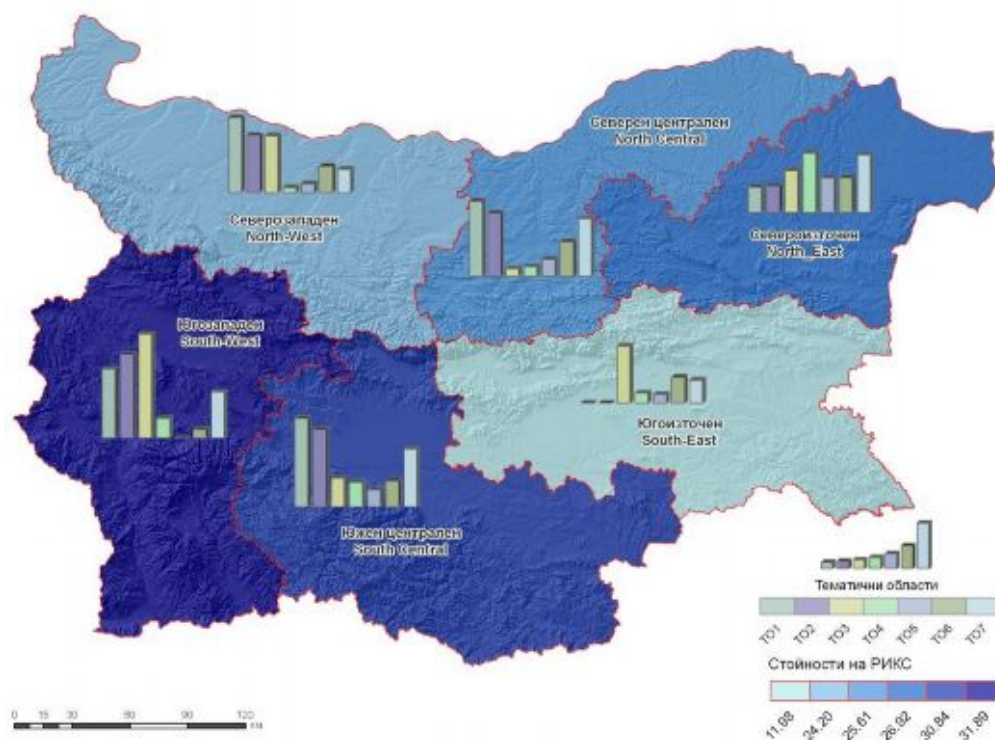 Северен централен
North Central
Северозападен
North-West
Североизточен
North_East
Югозападен
South-West
Югоизточен
South-East
Южен централен
South Central
Тематични области
ТО1 ТО2 ТО3 ТО4 ТО5 ТО6 ТО7
Стойности на РИКС
11.98 24.20 25.61 26.92 30.84 31.89
0 15 30 60 90 120